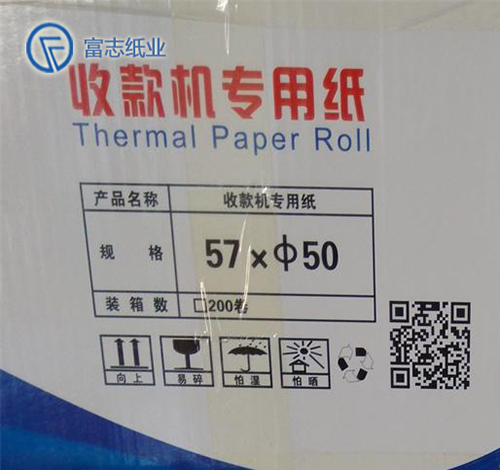 富志纸业
收款机专用纸
Thermal Paper Roll
产品名称 收款机专用纸
规 格 57×φ50
装箱数 □200卷
向上 易碎 怕湿 怕晒